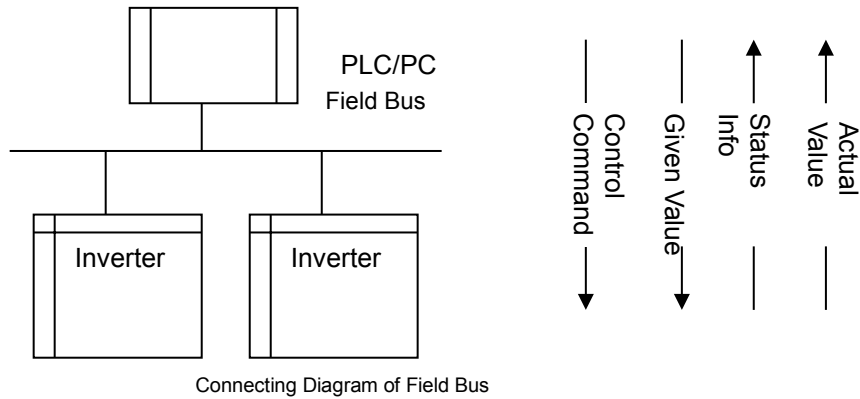 PLC/PC
Field Bus
Inverter
Inverter
Connecting Diagram of Field Bus
Control
Command
Given Value
Status
Info
Actual
Value